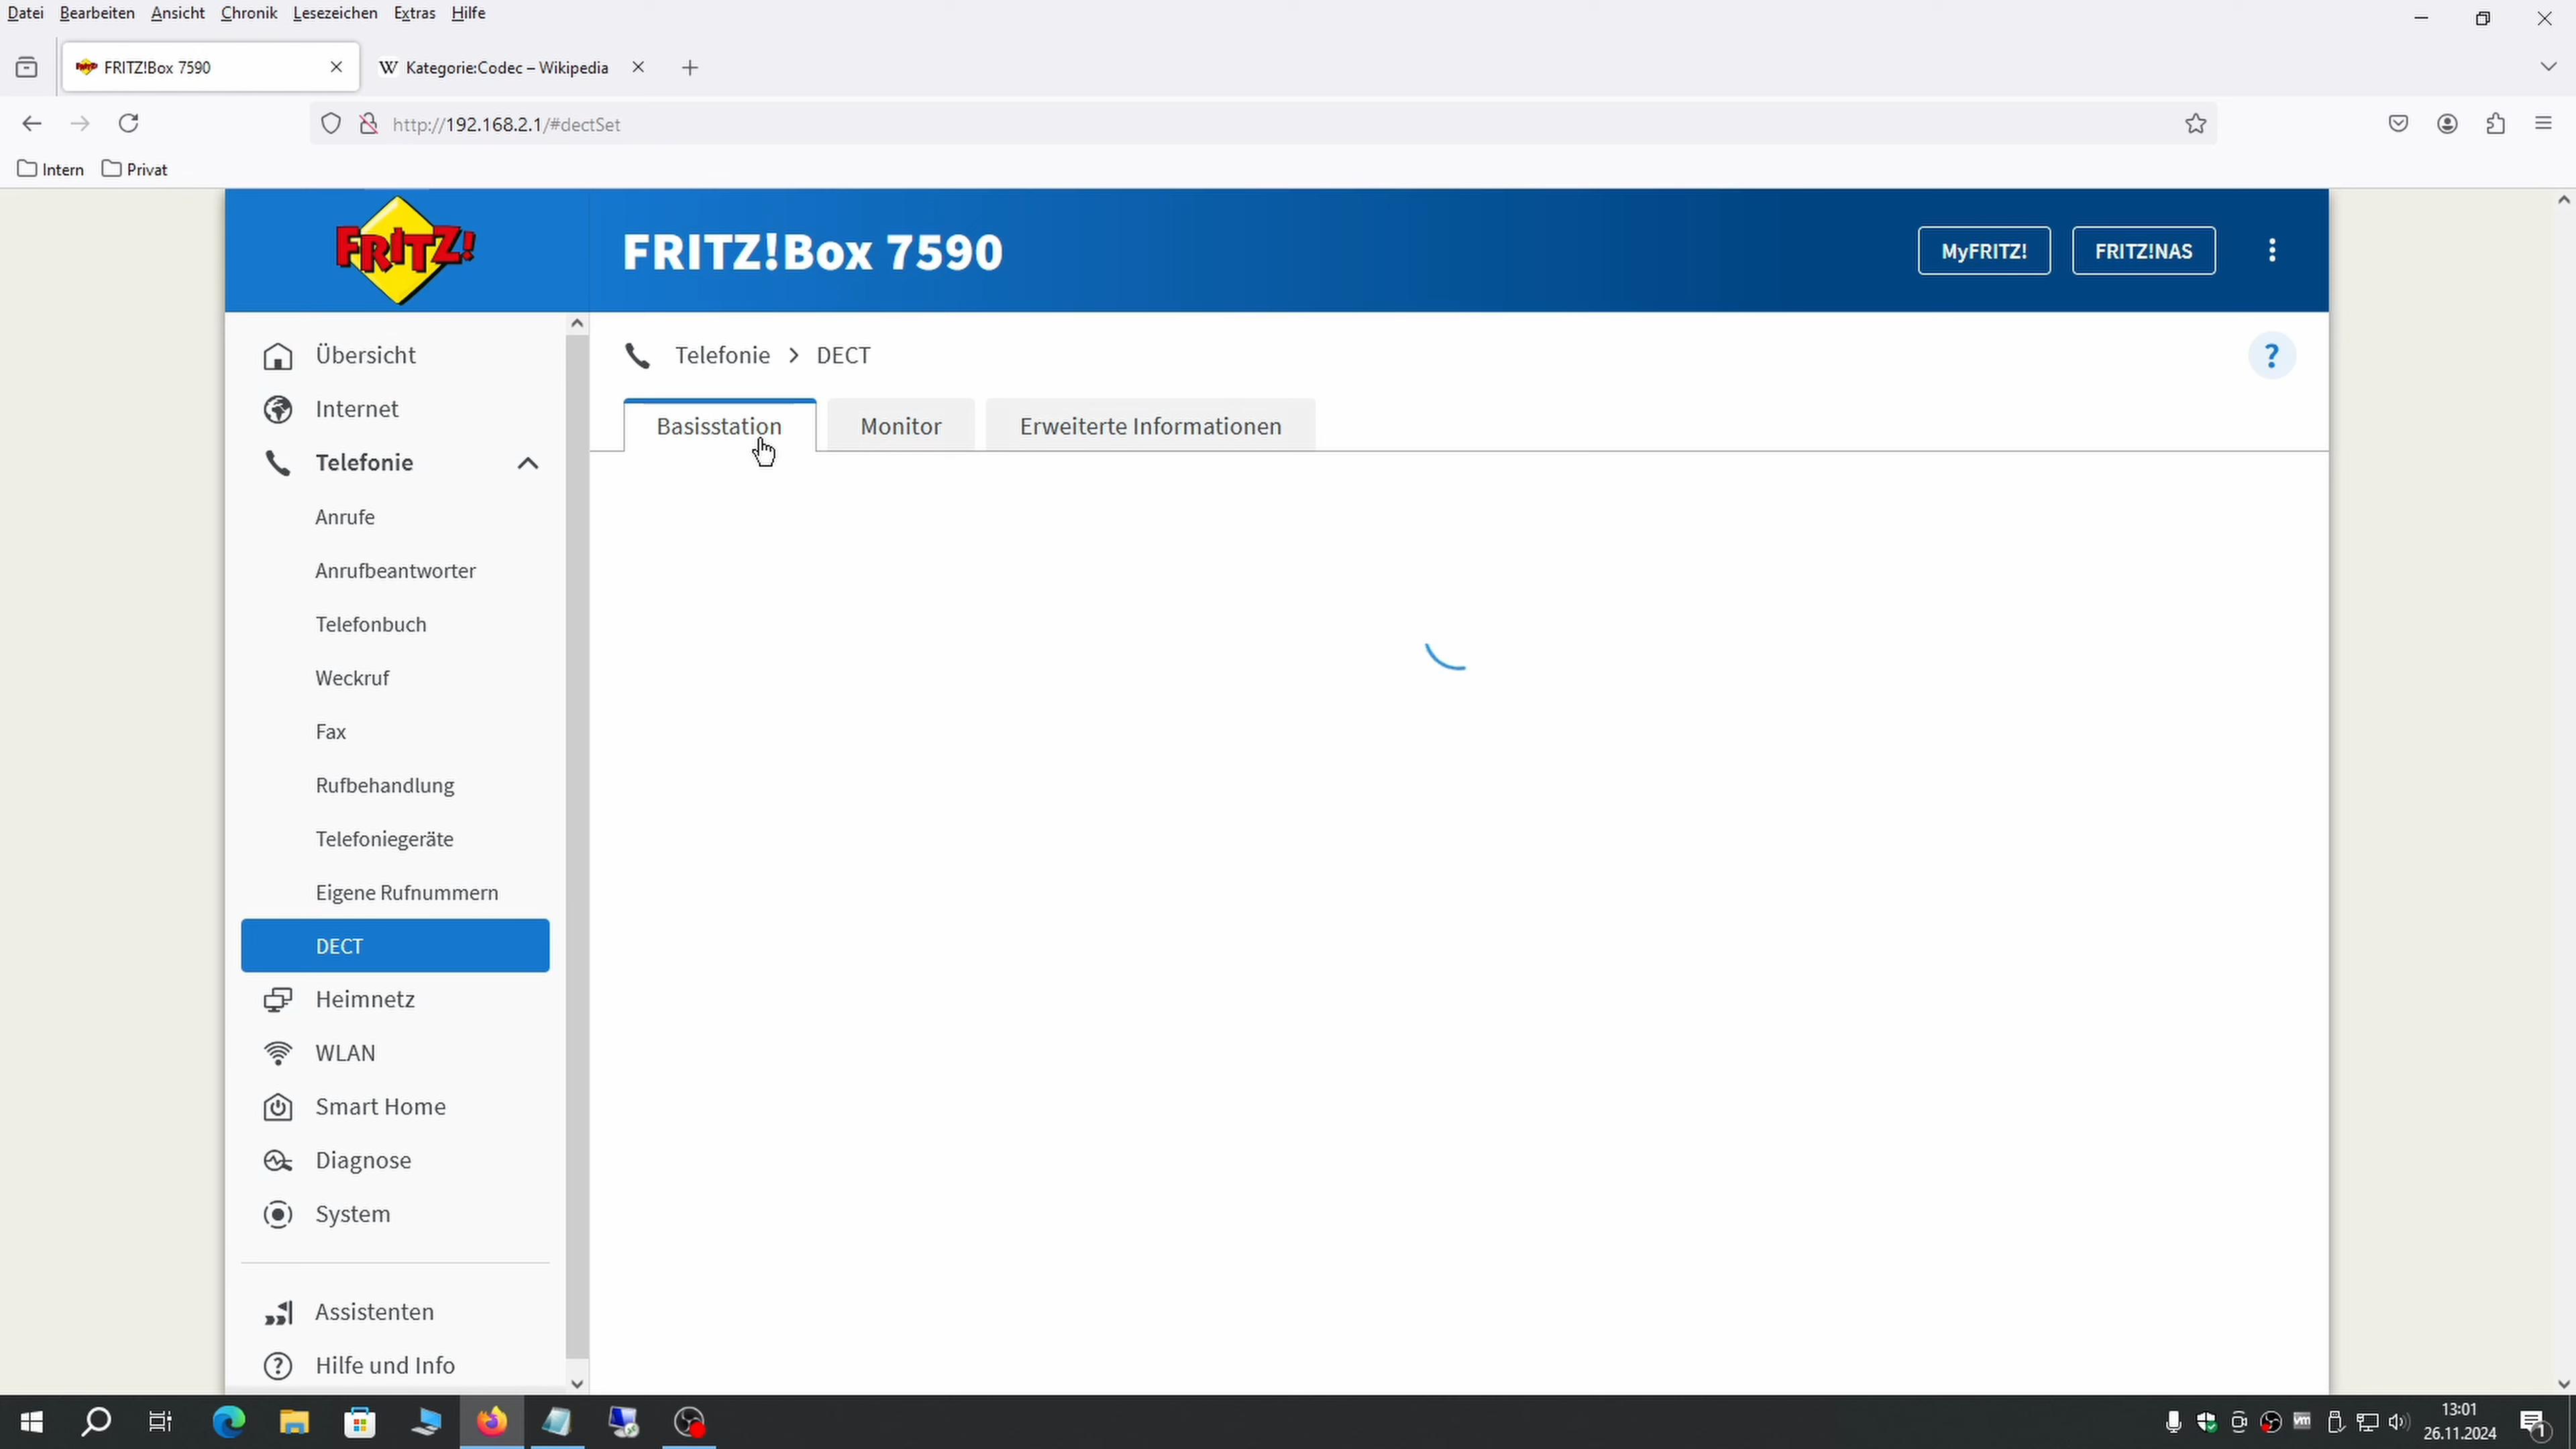 Datei Bearbeiten Ansicht Chronik Lesezeichen Extras Hilfe
FRITZ!Box 7590
Kategorie:Codec – Wikipedia
http://192.168.2.1/#dectSet
Intern Privat
FRITZ!
FRITZ!Box 7590
MyFRITZ! FRITZ!NAS
Übersicht
Internet
Telefonie
Anrufe
Anrufbeantworter
Telefonbuch
Weckruf
Fax
Rufbehandlung
Telefoniegeräte
Eigene Rufnummern
DECT
Heimnetz
WLAN
Smart Home
Diagnose
System
Assistenten
Hilfe und Info
Telefonie > DECT
?
Basisstation Monitor Erweiterte Informationen
13:01
26.11.2024
1